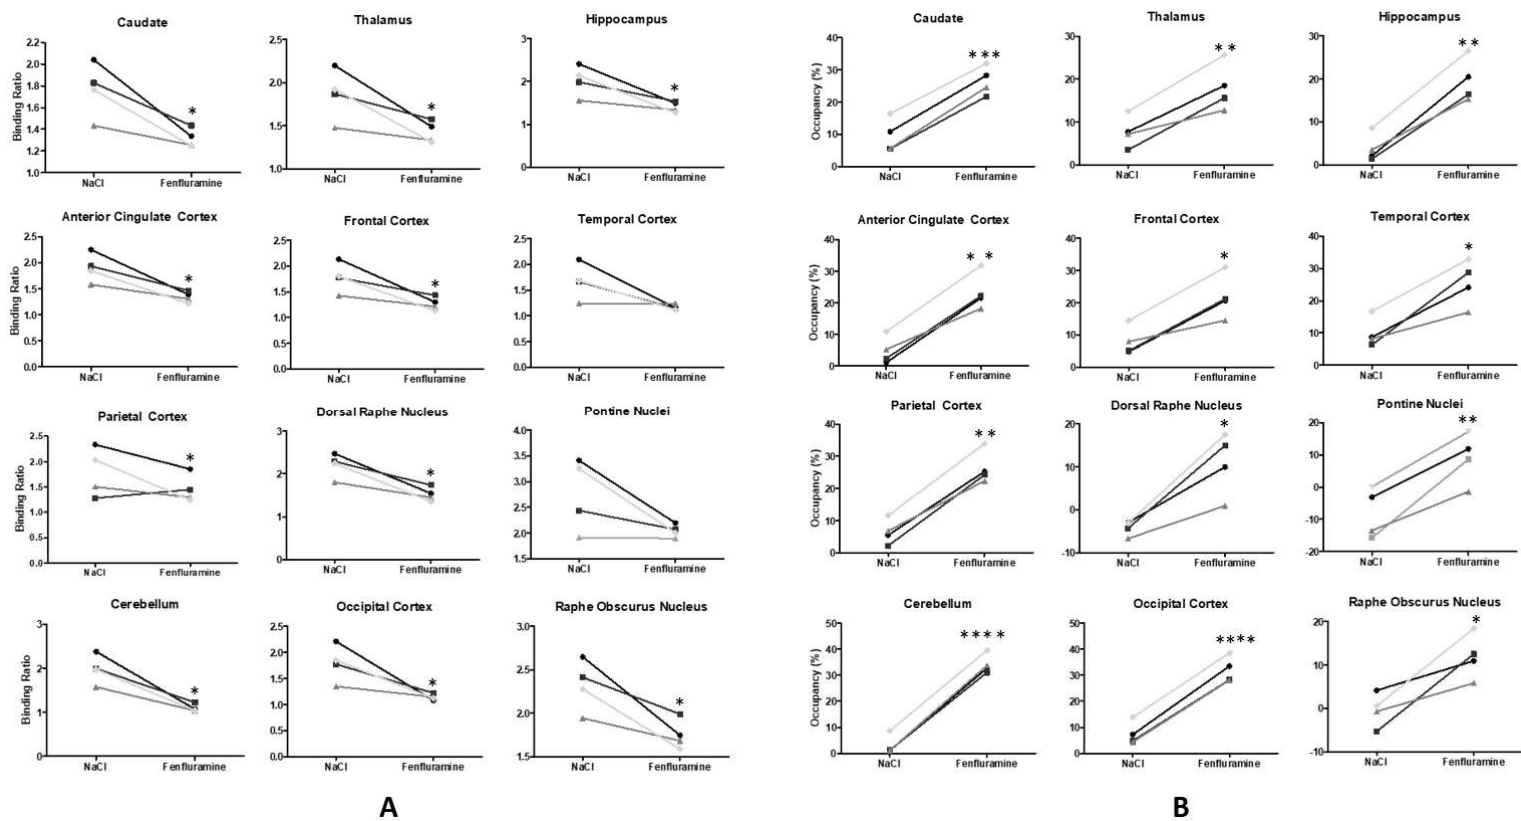 Caudate
Thalamus
Hippocampus
Binding Ratio
2.2
2.0
1.8
1.6
1.4
1.2
1.0
*
NaCl
Fenfluramine
2.5
2.0
1.5
1.0
*
NaCl
Fenfluramine
3
2
1
0
*
NaCl
Fenfluramine
Anterior Cingulate Cortex
Frontal Cortex
Temporal Cortex
Binding Ratio
2.5
2.0
1.5
1.0
0.5
0.0
*
NaCl
Fenfluramine
2.5
2.0
1.5
1.0
0.5
0.0
*
NaCl
Fenfluramine
2.5
2.0
1.5
1.0
0.5
0.0
NaCl
Fenfluramine
Parietal Cortex
Dorsal Raphe Nucleus
Pontine Nuclei
Binding Ratio
2.5
2.0
1.5
1.0
0.5
0.0
*
NaCl
Fenfluramine
3
2
1
0
*
NaCl
Fenfluramine
4.0
3.5
3.0
2.5
2.0
1.5
NaCl
Fenfluramine
Cerebellum
Occipital Cortex
Raphe Obscurus Nucleus
Binding Ratio
3
2
1
0
*
NaCl
Fenfluramine
2.5
2.0
1.5
1.0
0.5
0.0
*
NaCl
Fenfluramine
3.0
2.5
2.0
1.5
*
NaCl
Fenfluramine
A
Caudate
Thalamus
Hippocampus
Occupancy (%)
40
30
20
10
0
***
NaCl
Fenfluramine
30
20
10
0
**
NaCl
Fenfluramine
30
20
10
0
**
NaCl
Fenfluramine
Anterior Cingulate Cortex
Frontal Cortex
Temporal Cortex
Occupancy (%)
40
30
20
10
0
* *
NaCl
Fenfluramine
40
30
20
10
0
*
NaCl
Fenfluramine
40
30
20
10
0
*
NaCl
Fenfluramine
Parietal Cortex
Dorsal Raphe Nucleus
Pontine Nuclei
Occupancy (%)
40
30
20
10
0
**
NaCl
Fenfluramine
20
10
0
-10
*
NaCl
Fenfluramine
20
10
0
-10
-20
**
NaCl
Fenfluramine
Cerebellum
Occipital Cortex
Raphe Obscurus Nucleus
Occupancy (%)
50
40
30
20
10
0
****
NaCl
Fenfluramine
50
40
30
20
10
0
****
NaCl
Fenfluramine
20
10
0
-10
*
NaCl
Fenfluramine
B